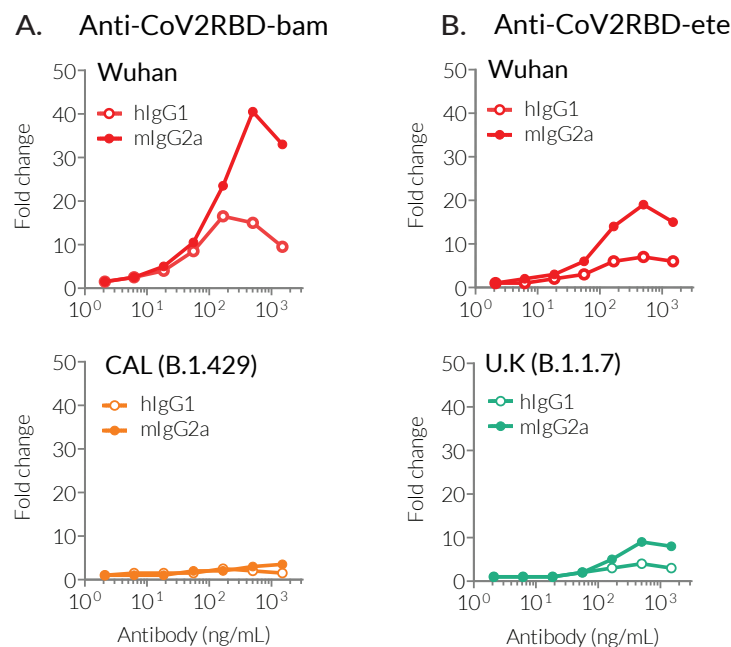 A. Anti-CoV2RBD-bam
Wuhan
hIgG1
mIgG2a
Fold change
50
40
30
20
10
0
10⁰ 10¹ 10² 10³
B. Anti-CoV2RBD-ete
Wuhan
hIgG1
mIgG2a
Fold change
50
40
30
20
10
0
10⁰ 10¹ 10² 10³
CAL (B.1.429)
hIgG1
mIgG2a
Fold change
50
40
30
20
10
0
10⁰ 10¹ 10² 10³
Antibody (ng/mL)
U.K (B.1.1.7)
hIgG1
mIgG2a
Fold change
50
40
30
20
10
0
10⁰ 10¹ 10² 10³
Antibody (ng/mL)